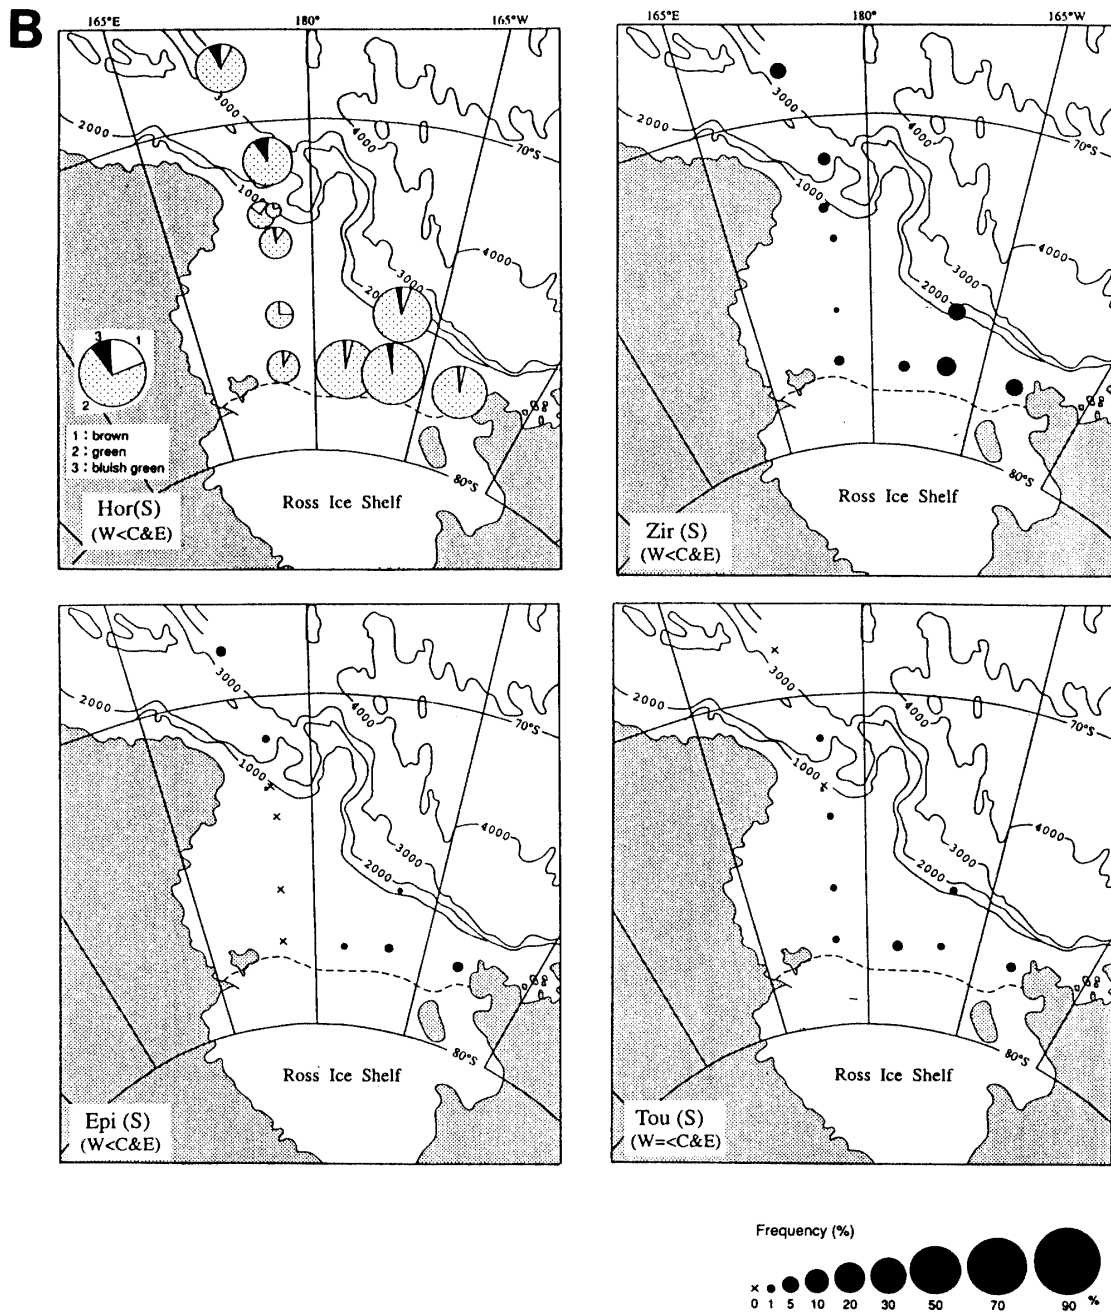 B
165°E 180° 165°W
3000
2000
4000
70°S
1000
4000
3000
2000
3
1
2
1 : brown
2 : green
3 : bluish green
80°S
Ross Ice Shelf
Hor(S)
(W<C&E)
165°E 180° 165°W
3000
2000
4000
70°S
1000
4000
3000
2000
80°S
Ross Ice Shelf
Zir (S)
(W<C&E)
3000
2000
4000
70°S
1000
4000
3000
2000
80°S
Ross Ice Shelf
Epi (S)
(W<C&E)
3000
2000
4000
70°S
1000
4000
3000
2000
80°S
Ross Ice Shelf
Tou (S)
(W=<C&E)
Frequency (%)
0 1 5 10 20 30 50 70 90 %